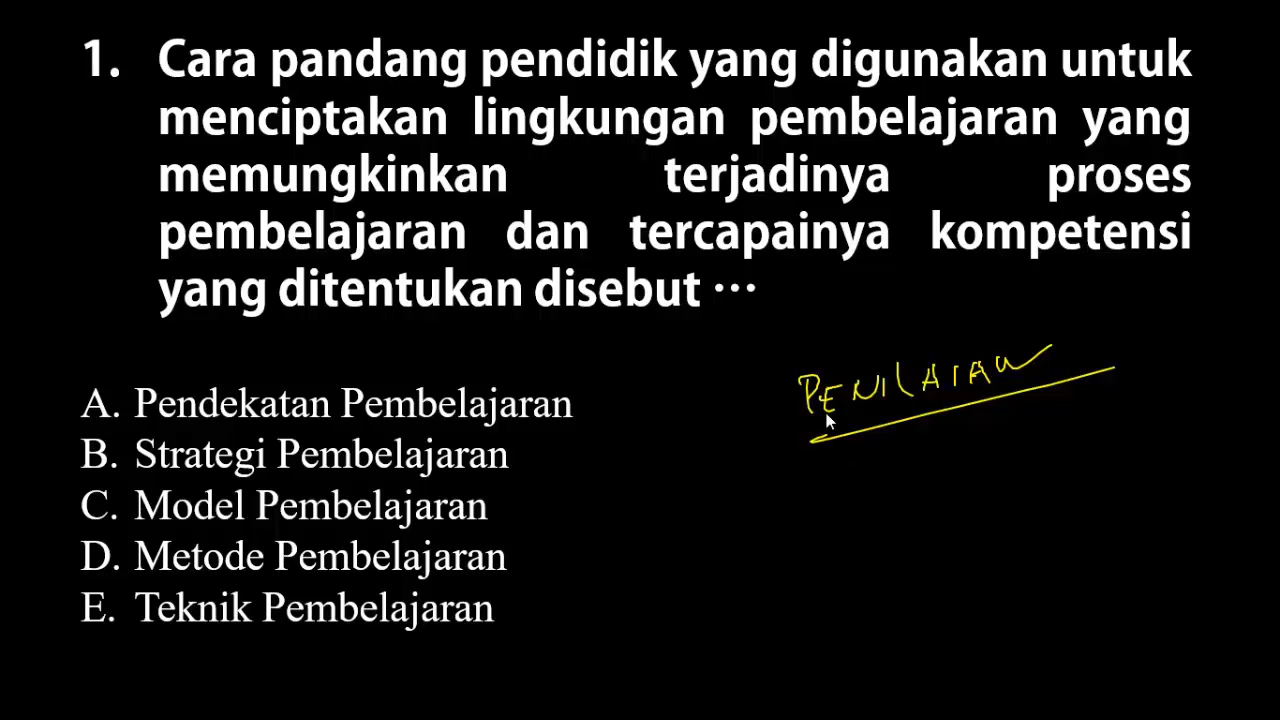 1. Cara pandang pendidik yang digunakan untuk
menciptakan lingkungan pembelajaran yang
memungkinkan terjadinya proses
pembelajaran dan tercapainya kompetensi
yang ditentukan disebut ⋯
PENILAIAN
A. Pendekatan Pembelajaran
B. Strategi Pembelajaran
C. Model Pembelajaran
D. Metode Pembelajaran
E. Teknik Pembelajaran